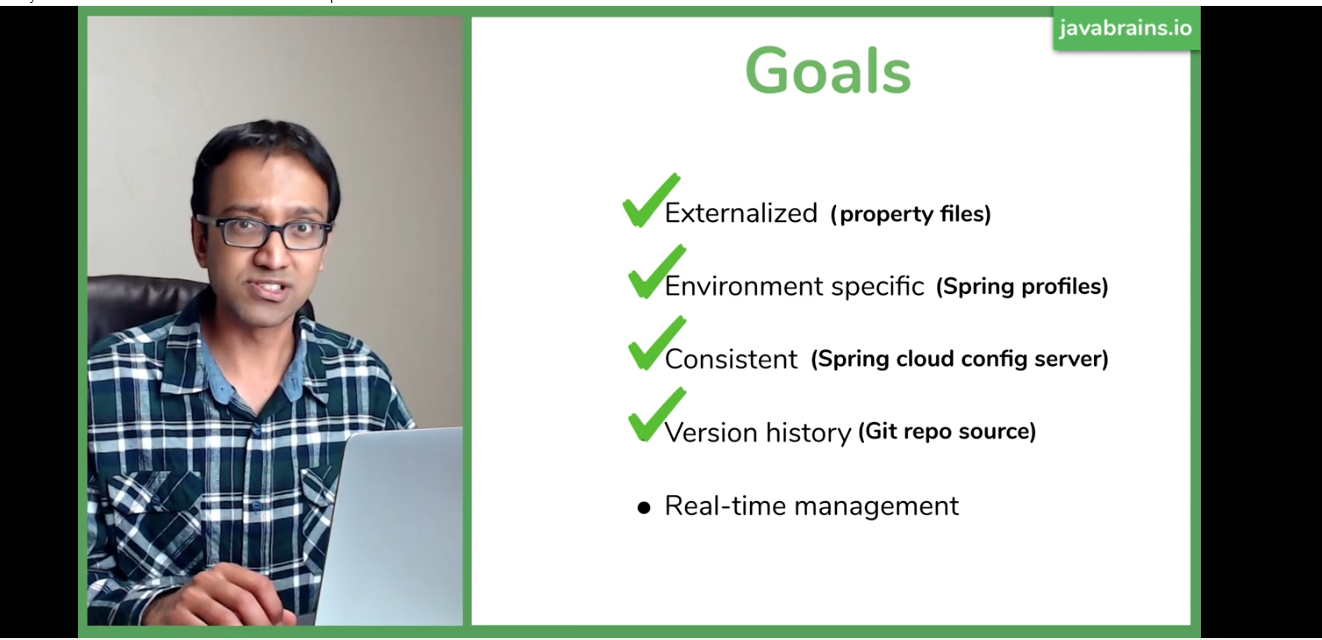 javabrains.io
Goals
Externalized (property files)
Environment specific (Spring profiles)
Consistent (Spring cloud config server)
Version history (Git repo source)
Real-time management